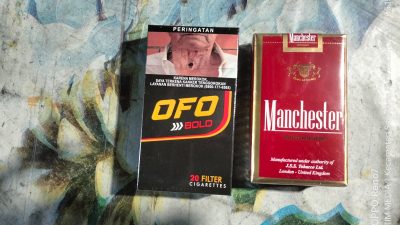 PERINGATAN
KARENA MEROKOK,
SAYA TERKENA KANKER TENGGOROKAN
LAYANAN BERHENTI MEROKOK (0800-177-6565)
OFO
BOLD
20 FILTER
CIGARETTES
Manchester
Manchester
Manufactured under authority of
J.S.S. Tobacco Ltd.
London - United Kingdom